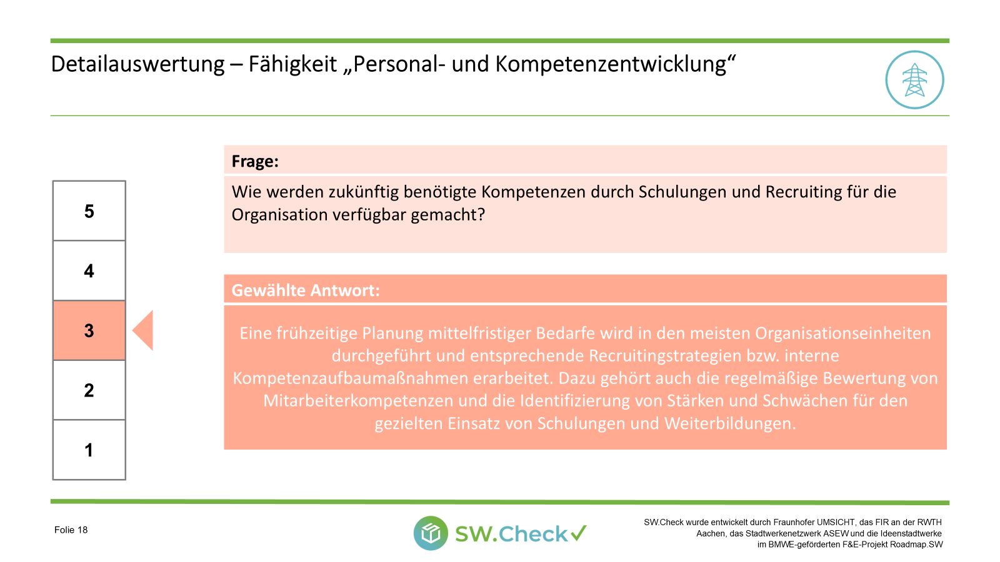 Detailauswertung – Fähigkeit „Personal- und Kompetenzentwicklung“
5
4
3
2
1
Frage:
Wie werden zukünftig benötigte Kompetenzen durch Schulungen und Recruiting für die
Organisation verfügbar gemacht?
Gewählte Antwort:
Eine frühzeitige Planung mittelfristiger Bedarfe wird in den meisten Organisationseinheiten
durchgeführt und entsprechende Recruitingstrategien bzw. interne
Kompetenzaufbaumaßnahmen erarbeitet. Dazu gehört auch die regelmäßige Bewertung von
Mitarbeiterkompetenzen und die Identifizierung von Stärken und Schwächen für den
gezielten Einsatz von Schulungen und Weiterbildungen.
Folie 18
SW.Check
SW.Check wurde entwickelt durch Fraunhofer UMSICHT, das FIR an der RWTH
Aachen, das Stadtwerkenetzwerk ASEW und die Ideenstadtwerke
im BMWE-geförderten F&E-Projekt Roadmap.SW